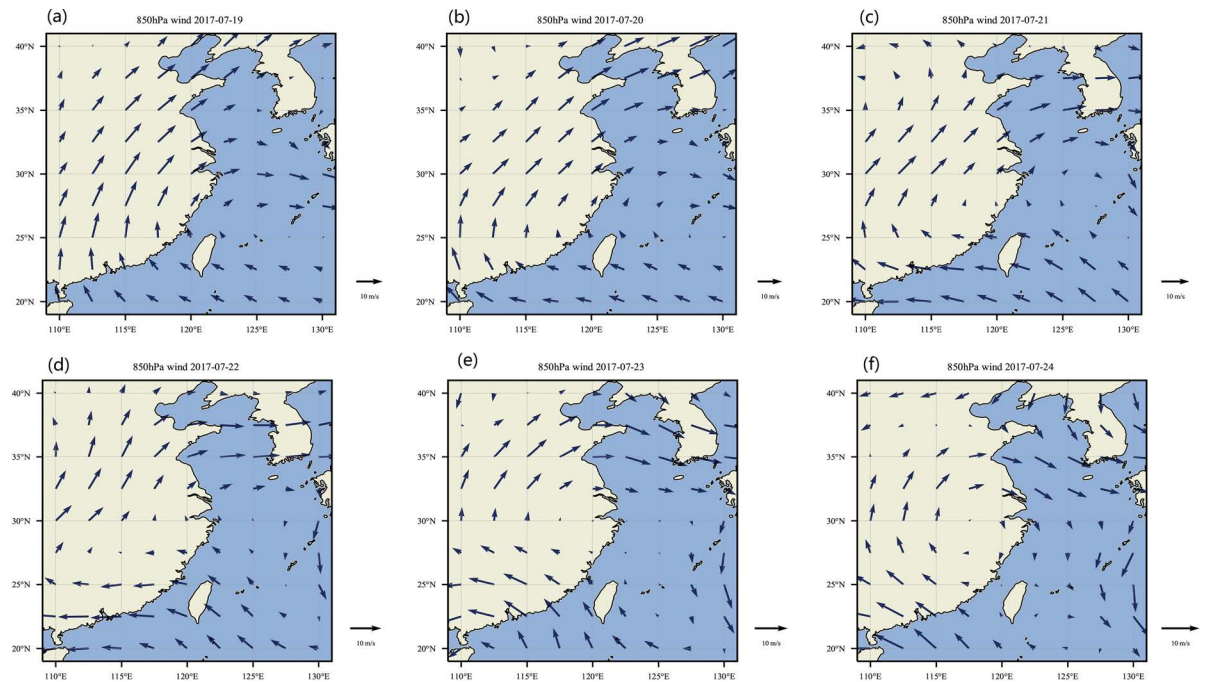 (a)
850hPa wind 2017-07-19
40°N
35°N
30°N
25°N
20°N
110°E 115°E 120°E 125°E 130°E
10 m/s
(b)
850hPa wind 2017-07-20
40°N
35°N
30°N
25°N
20°N
110°E 115°E 120°E 125°E 130°E
10 m/s
(c)
850hPa wind 2017-07-21
40°N
35°N
30°N
25°N
20°N
110°E 115°E 120°E 125°E 130°E
10 m/s
(d)
850hPa wind 2017-07-22
40°N
35°N
30°N
25°N
20°N
110°E 115°E 120°E 125°E 130°E
10 m/s
(e)
850hPa wind 2017-07-23
40°N
35°N
30°N
25°N
20°N
110°E 115°E 120°E 125°E 130°E
10 m/s
(f)
850hPa wind 2017-07-24
40°N
35°N
30°N
25°N
20°N
110°E 115°E 120°E 125°E 130°E
10 m/s